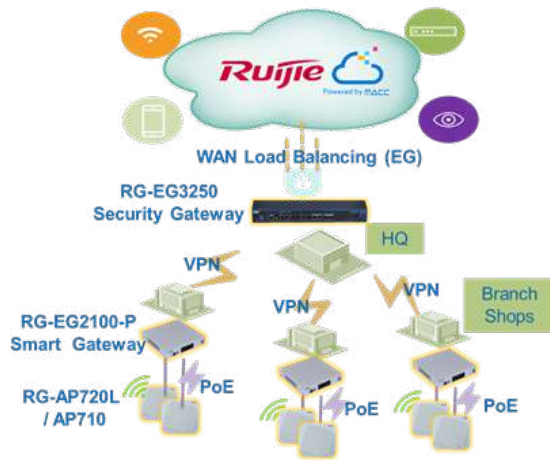 Ruijie
Powered by MACC
WAN Load Balancing (EG)
RG-EG3250
Security Gateway
HQ
VPN
VPN
VPN
Branch
Shops
RG-EG2100-P
Smart Gateway
RG-AP720L
/ AP710
PoE
PoE
PoE